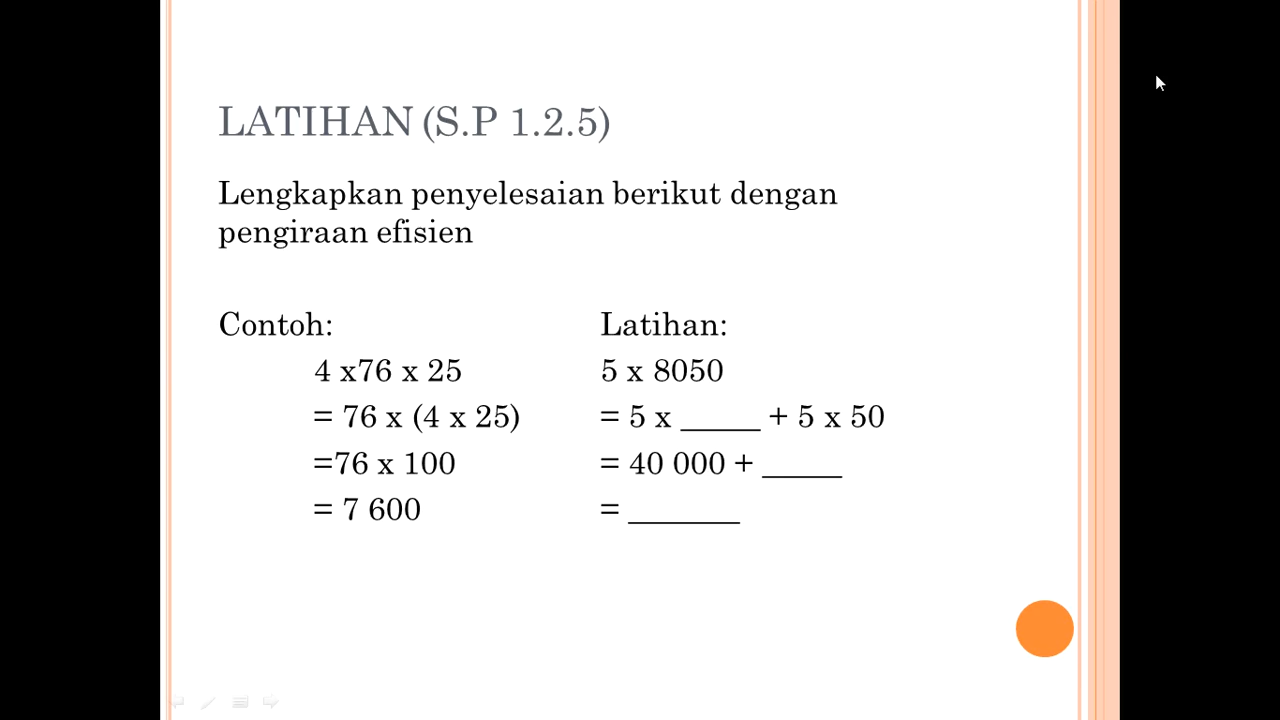 LATIHAN (S.P 1.2.5)
Lengkapkan penyelesaian berikut dengan
pengiraan efisien
Contoh:
4 x76 x 25
= 76 x (4 x 25)
=76 x 100
= 7 600
Latihan:
5 x 8050
= 5 x _____ + 5 x 50
= 40 000 + _____
= _______